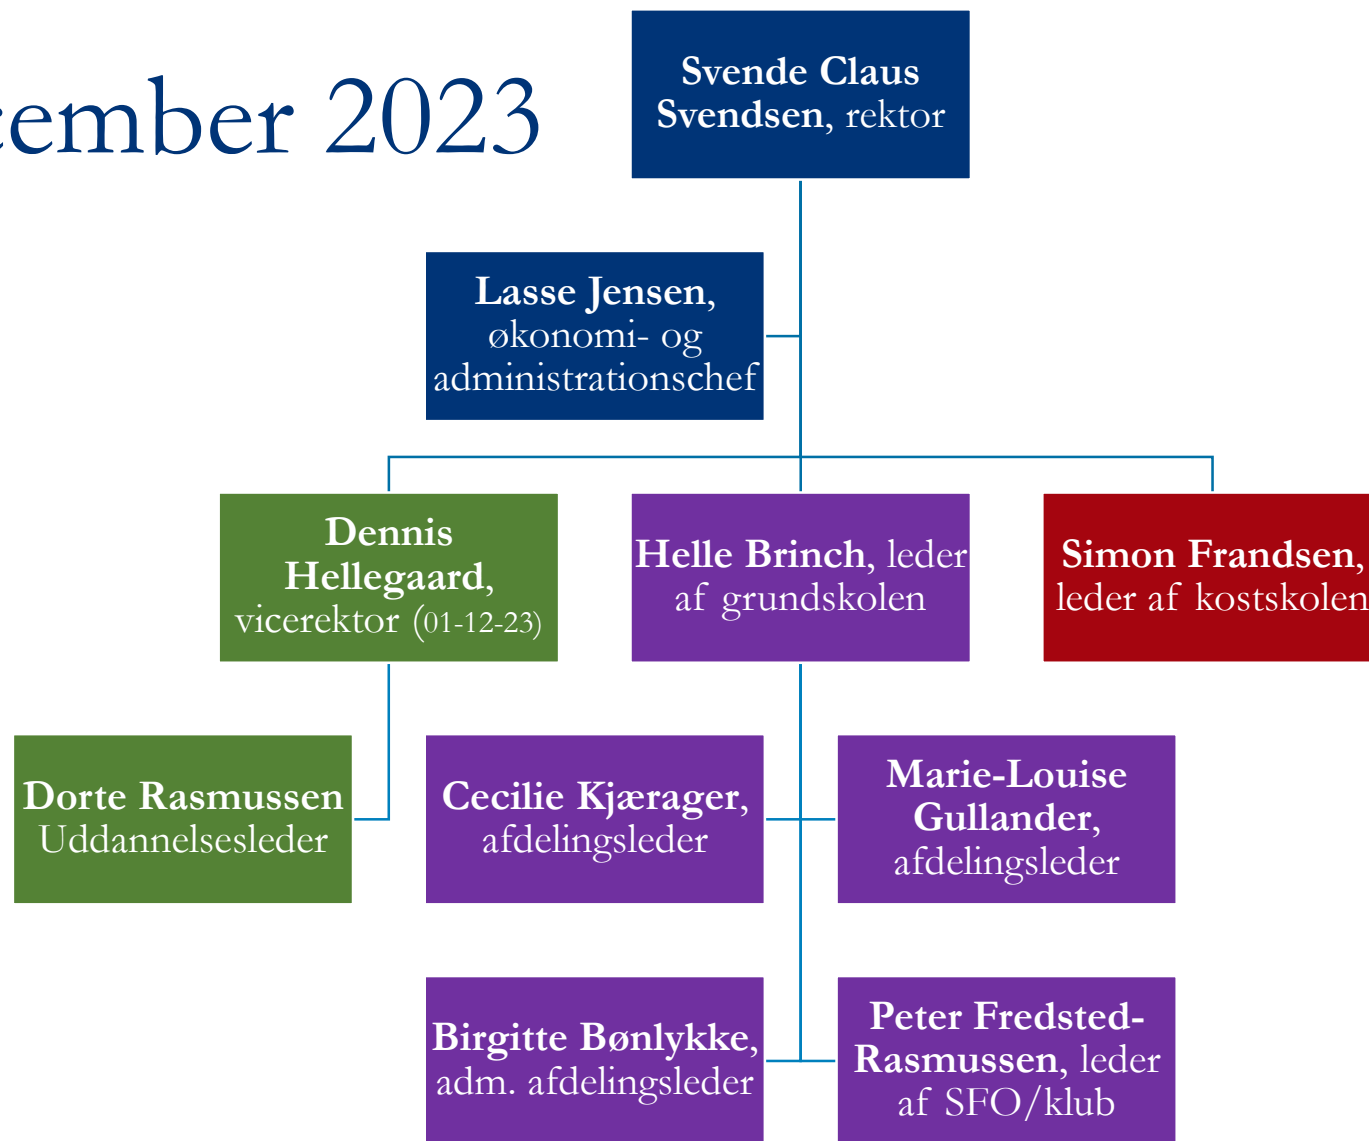 cember 2023
Svende Claus
Svendsen, rektor
Lasse Jensen,
økonomi- og
administrationschef
Dennis
Hellegaard,
vicerektor (01-12-23)
Helle Brinch, leder
af grundskolen
Simon Frandsen,
leder af kostskolen
Dorte Rasmussen
Uddannelsesleder
Cecilie Kjærager,
afdelingsleder
Marie-Louise
Gullander,
afdelingsleder
Birgitte Bønlykke,
adm. afdelingsleder
Peter Fredsted-
Rasmussen, leder
af SFO/klub